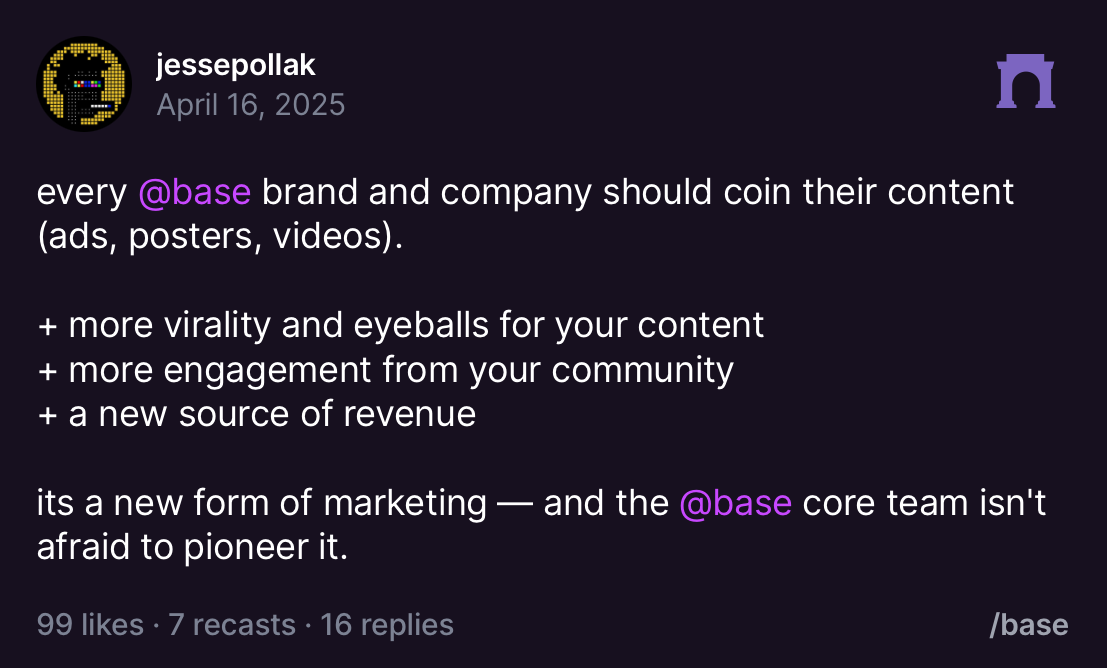 jessepollak
April 16, 2025
every @base brand and company should coin their content
(ads, posters, videos).
+ more virality and eyeballs for your content
+ more engagement from your community
+ a new source of revenue
its a new form of marketing — and the @base core team isn't
afraid to pioneer it.
99 likes · 7 recasts · 16 replies
/base